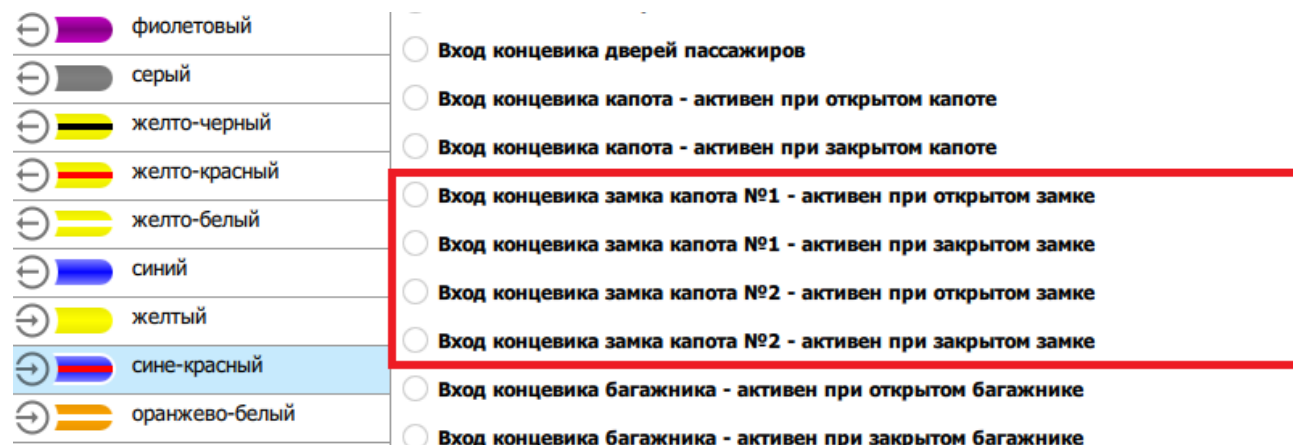 фиолетовый
серый
желто-черный
желто-красный
желто-белый
синий
желтый
сине-красный
оранжево-белый
Вход концевика дверей пассажиров
Вход концевика капота - активен при открытом капоте
Вход концевика капота - активен при закрытом капоте
Вход концевика замка капота №1 - активен при открытом замке
Вход концевика замка капота №1 - активен при закрытом замке
Вход концевика замка капота №2 - активен при открытом замке
Вход концевика замка капота №2 - активен при закрытом замке
Вход концевика багажника - активен при открытом багажнике
Вход концевика багажника - активен при закрытом багажнике